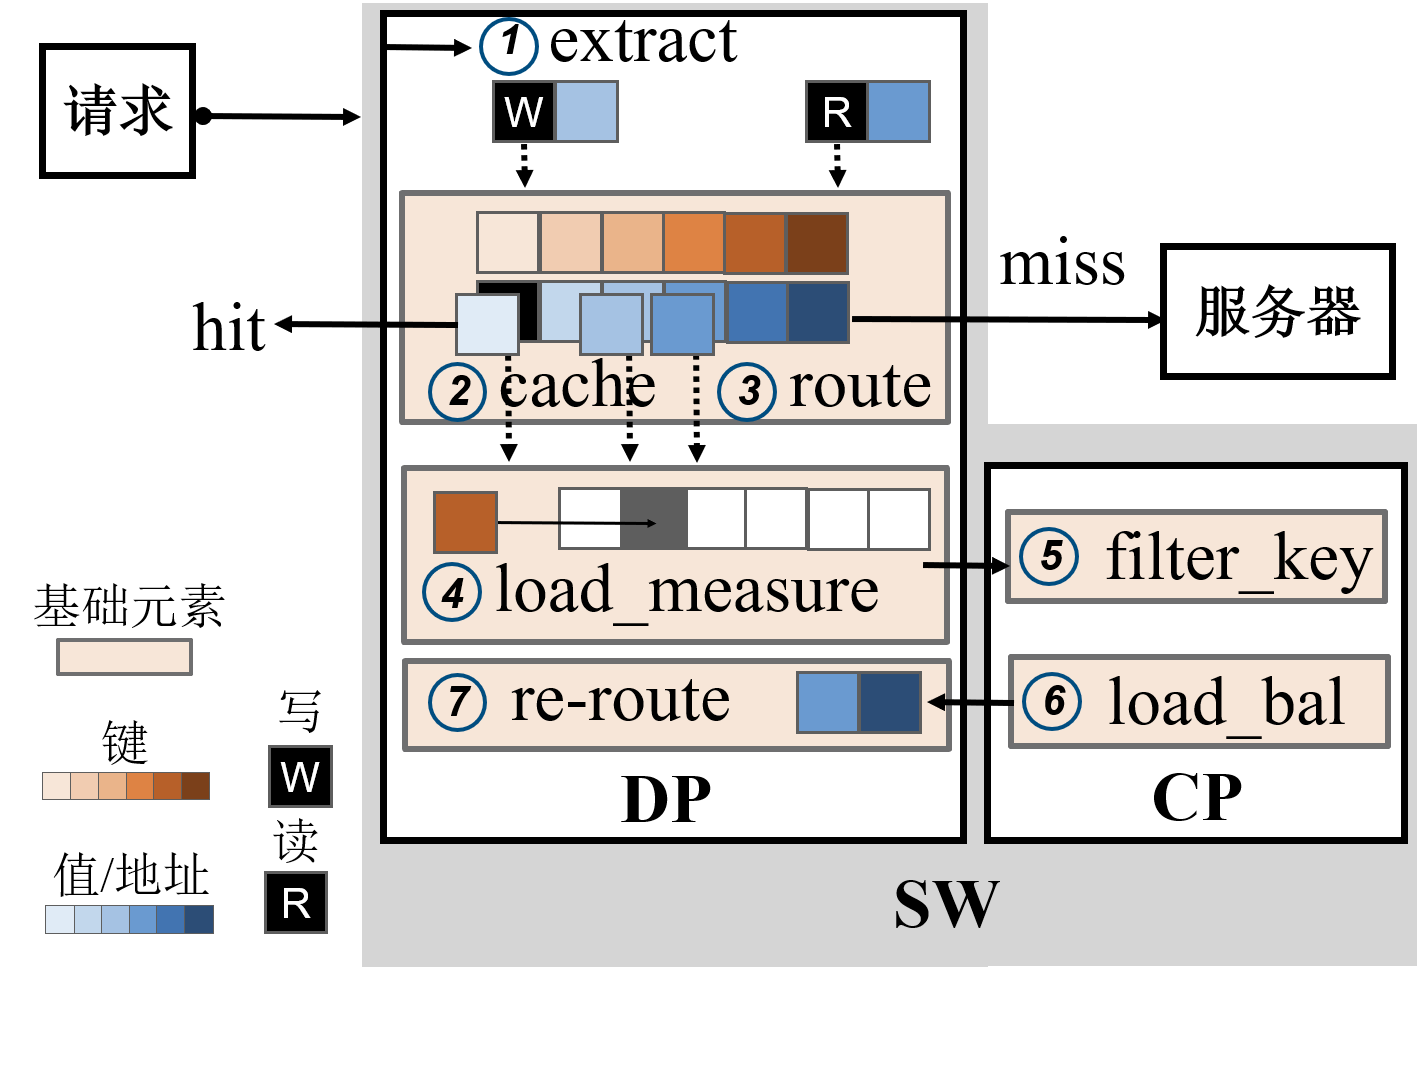 请求
1 extract
W
R
miss
服务器
hit
2 cache
3 route
4 load_measure
5 filter_key
7 re-route
6 load_bal
DP
CP
SW
基础元素
键
值/地址
写
W
读
R